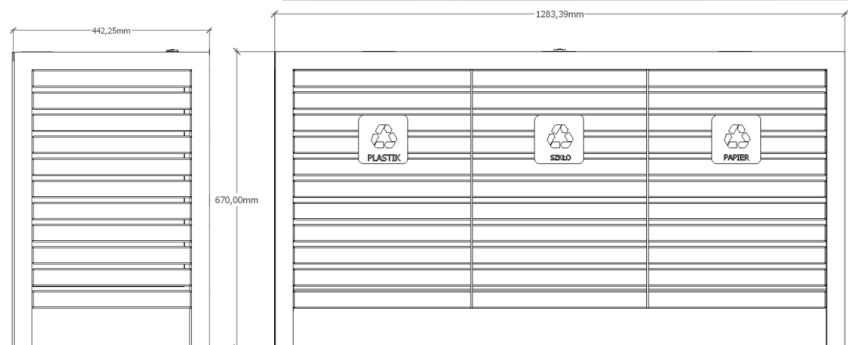 1283,39mm
442,25mm
PLASTIK
SZKŁO
PAPIER
670,00mm